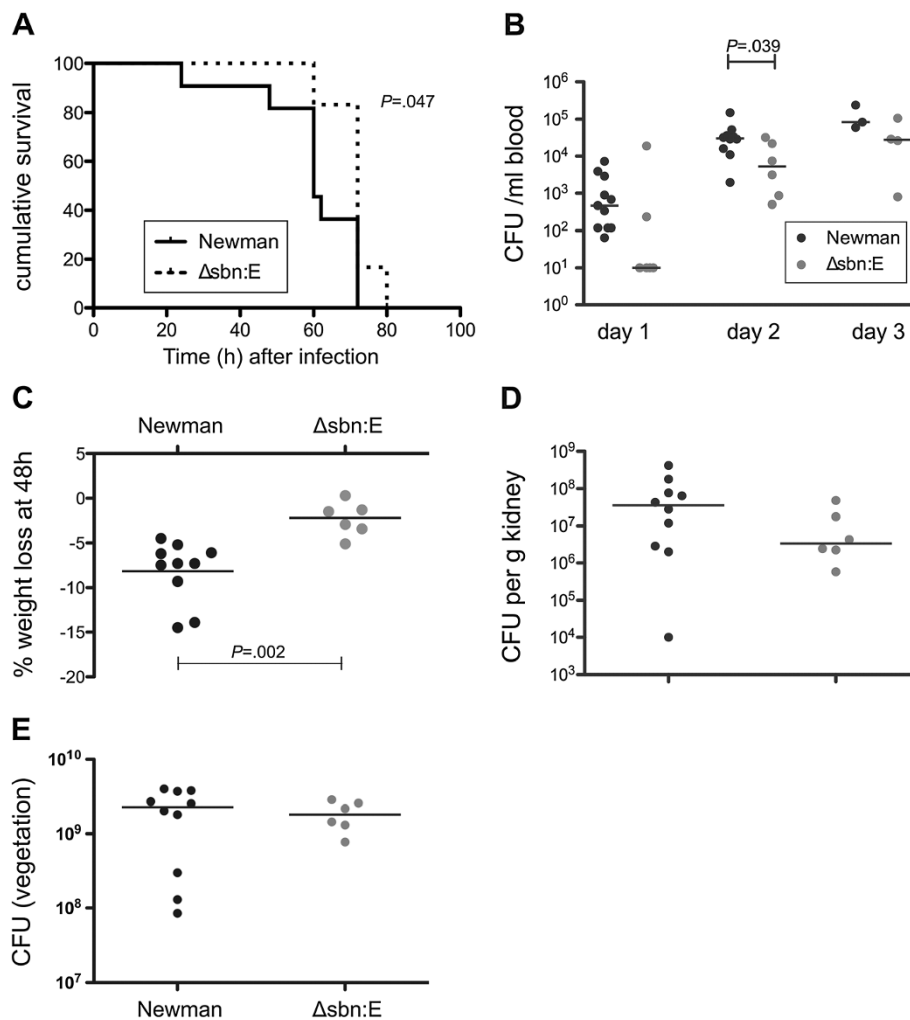 A
cumulative survival
100
80
60
40
20
0
P=.047
Newman
Δsbn:E
0 20 40 60 80 100
Time (h) after infection
B
P=.039
CFU /ml blood
10⁶
10⁵
10⁴
10³
10²
10¹
10⁰
Newman
Δsbn:E
day 1 day 2 day 3
C
Newman Δsbn:E
% weight loss at 48h
5
0
-5
-10
-15
-20
P=.002
D
CFU per g kidney
10⁹
10⁸
10⁷
10⁶
10⁵
10⁴
10³
E
CFU (vegetation)
10¹⁰
10⁹
10⁸
10⁷
Newman Δsbn:E